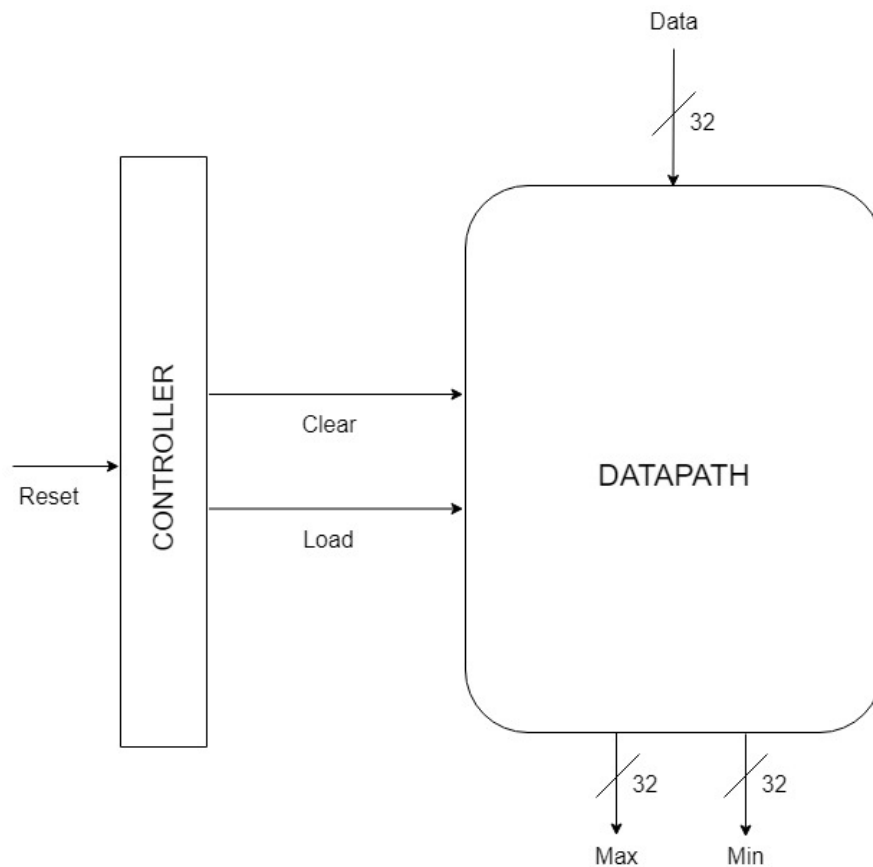 Data
32
CONTROLLER
Clear
DATAPATH
Reset
Load
32
32
Max
Min